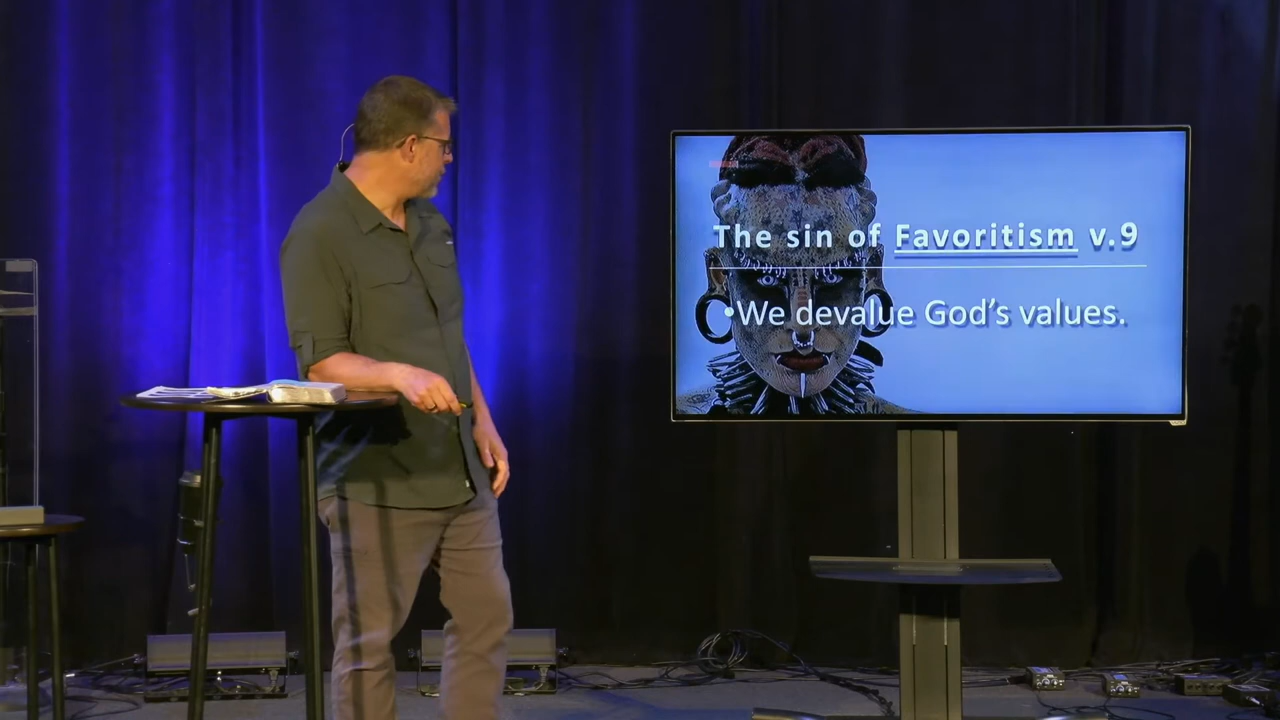 The sin of Favoritism v.9
•We devalue God's values.